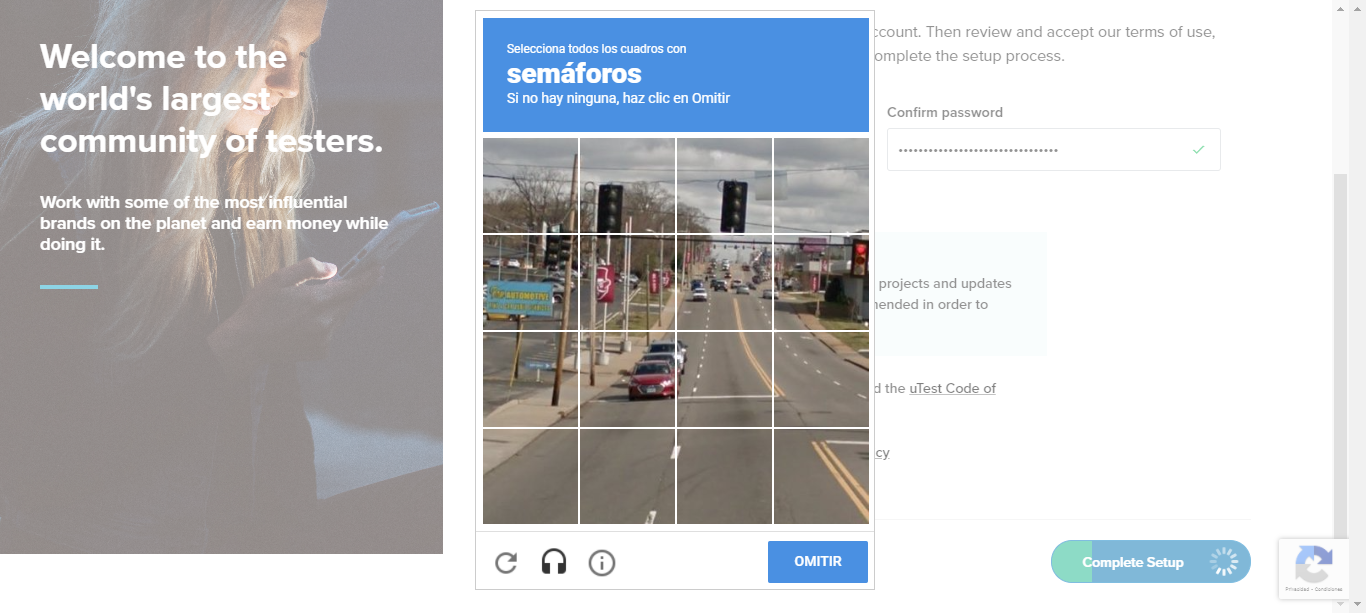 Welcome to the
world's largest
community of testers.
Work with some of the most influential
brands on the planet and earn money while
doing it.
Selecciona todos los cuadros con
semáforos
Si no hay ninguna, haz clic en Omitir
AUTOMOTIVE
OMITIR
ccount. Then review and accept our terms of use,
omplete the setup process.
Confirm password
projects and updates
nended in order to
d the uTest Code of
cy
Complete Setup
Privacidad - Condiciones